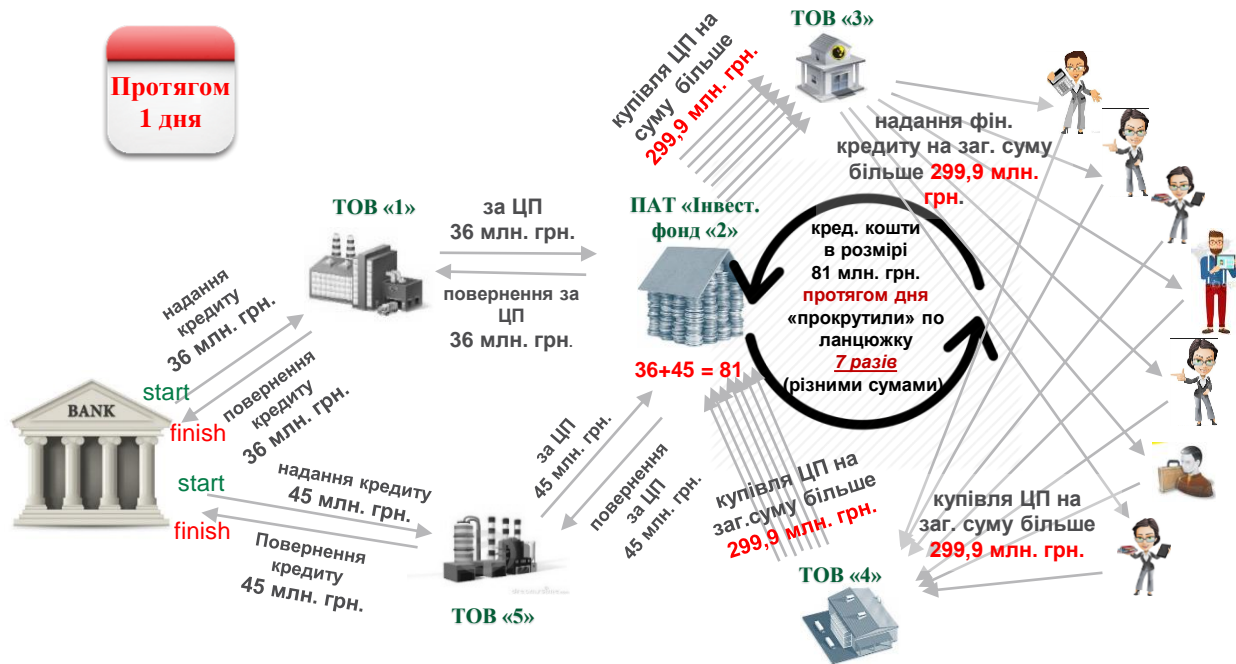 Протягом
1 дня
ТОВ «3»
купівля ЦП на
суму більше
299,9 млн. грн.
надання фін.
кредиту на заг. суму
більше 299,9 млн.
грн.
ТОВ «1»
за ЦП
36 млн. грн.
повернення за
ЦП
36 млн. грн.
ПАТ «Інвест.
фонд «2»
36+45 = 81
кред. кошти
в розмірі
81 млн. грн.
протягом дня
«прокрутили» по
ланцюжку
7 разів
(різними сумами)
надання
кредиту
36 млн. грн.
повернення
кредиту
36 млн. грн.
BANK
start
finish
start
finish
надання кредиту
45 млн. грн.
Повернення
кредиту
45 млн. грн.
ТОВ «5»
за ЦП
45 млн. грн.
повернення
за ЦП
45 млн. грн.
купівля ЦП на
заг.суму більше
299,9 млн. грн.
ТОВ «4»
купівля ЦП на
заг. суму більше
299,9 млн. грн.